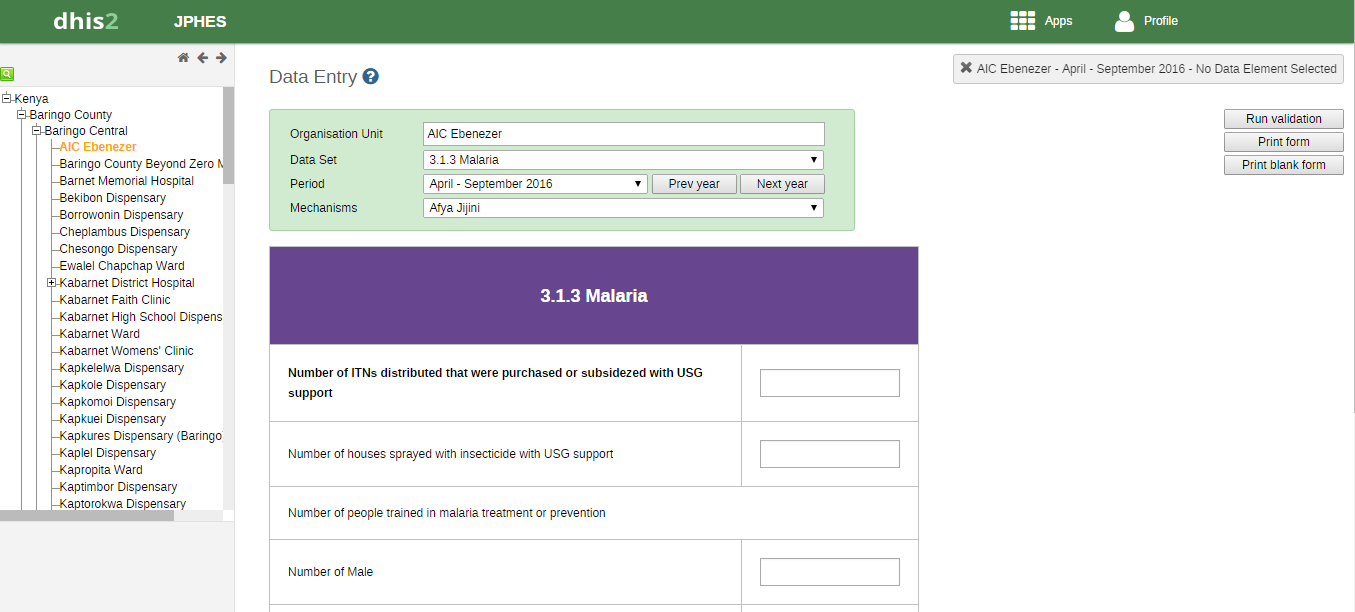 dhis2
JPHES
Apps
Profile
Kenya
Baringo County
Baringo Central
AIC Ebenezer
Baringo County Beyond Zero M
Barnet Memorial Hospital
Bekibon Dispensary
Borrowonin Dispensary
Cheplambus Dispensary
Chesongo Dispensary
Ewalel Chapchap Ward
Kabarnet District Hospital
Kabarnet Faith Clinic
Kabarnet High School Dispens
Kabarnet Ward
Kabarnet Womens' Clinic
Kapkelelwa Dispensary
Kapkole Dispensary
Kapkomoi Dispensary
Kapkuei Dispensary
Kapkures Dispensary (Baringo)
Kaplel Dispensary
Kapropita Ward
Kaptimbor Dispensary
Kaptorokwa Dispensary
Data Entry ?
AIC Ebenezer - April - September 2016 - No Data Element Selected
Organisation Unit AIC Ebenezer
Data Set 3.1.3 Malaria
Period April - September 2016 Prev year Next year
Mechanisms Afya Jijini
Run validation
Print form
Print blank form
3.1.3 Malaria
Number of ITNs distributed that were purchased or subsidezed with USG
support
Number of houses sprayed with insecticide with USG support
Number of people trained in malaria treatment or prevention
Number of Male